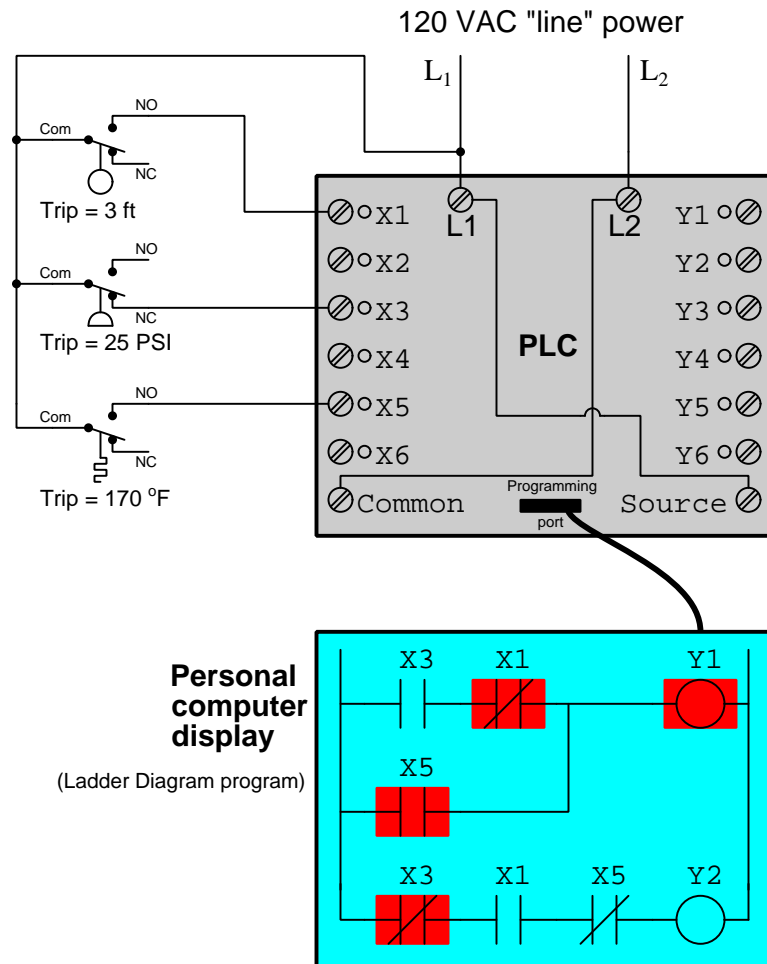 120 VAC "line" power
L1
L2
NO
Com
NC
Trip = 3 ft
NO
Com
NC
Trip = 25 PSI
NO
Com
NC
Trip = 170 °F
X1
X2
X3
X4
X5
X6
Common
L1
L2
PLC
Programming
port
Y1
Y2
Y3
Y4
Y5
Y6
Source
Personal
computer
display
(Ladder Diagram program)
X3 X1 Y1
X5
X3 X1 X5 Y2